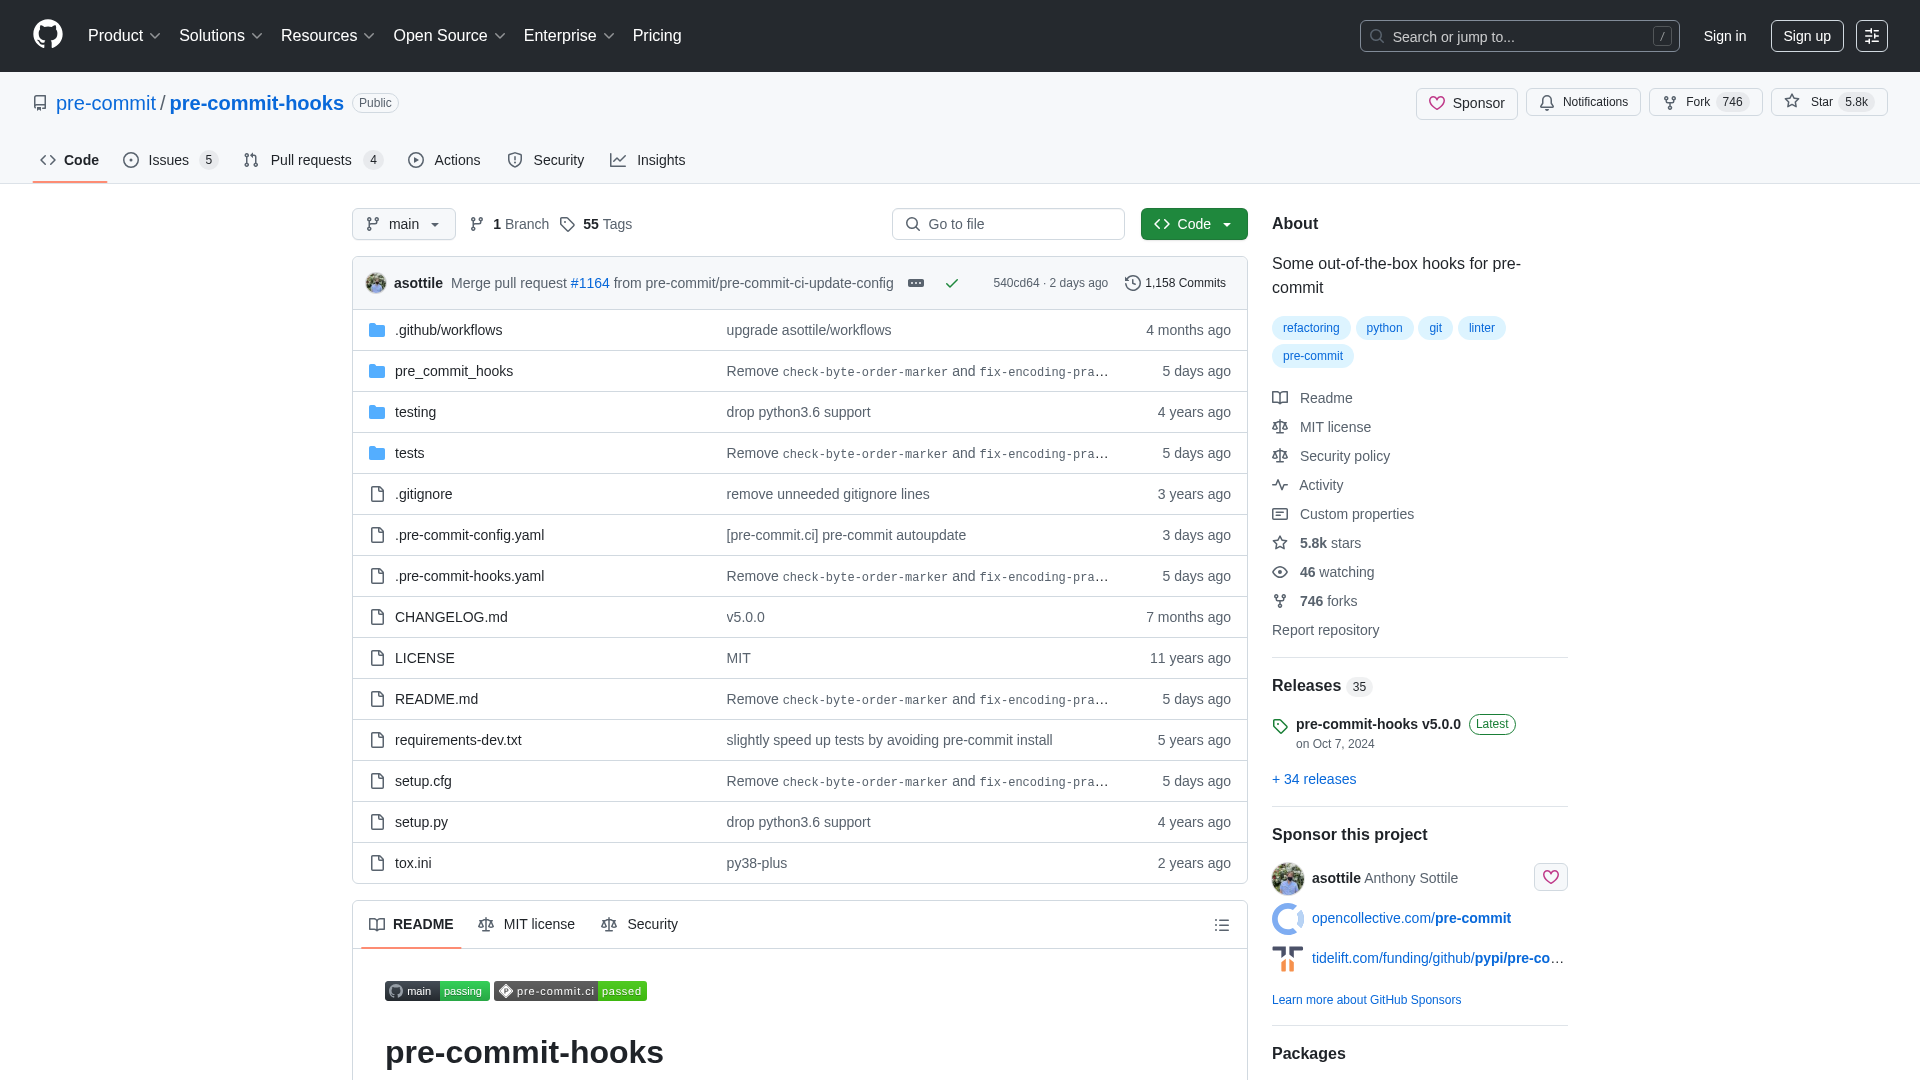 Product Solutions Resources Open Source Enterprise Pricing Search or jump to... / Sign in Sign up
pre-commit / pre-commit-hooks Public Sponsor Notifications Fork 746 Star 5.8k
Code Issues 5 Pull requests 4 Actions Security Insights
main 1 Branch 55 Tags Go to file Code
asottile Merge pull request #1164 from pre-commit/pre-commit-ci-update-config 540cd64 · 2 days ago 1,158 Commits
.github/workflows upgrade asottile/workflows 4 months ago
pre_commit_hooks Remove check-byte-order-marker and fix-encoding-pra… 5 days ago
testing drop python3.6 support 4 years ago
tests Remove check-byte-order-marker and fix-encoding-pra… 5 days ago
.gitignore remove unneeded gitignore lines 3 years ago
.pre-commit-config.yaml [pre-commit.ci] pre-commit autoupdate 3 days ago
.pre-commit-hooks.yaml Remove check-byte-order-marker and fix-encoding-pra… 5 days ago
CHANGELOG.md v5.0.0 7 months ago
LICENSE MIT 11 years ago
README.md Remove check-byte-order-marker and fix-encoding-pra… 5 days ago
requirements-dev.txt slightly speed up tests by avoiding pre-commit install 5 years ago
setup.cfg Remove check-byte-order-marker and fix-encoding-pra… 5 days ago
setup.py drop python3.6 support 4 years ago
tox.ini py38-plus 2 years ago
README MIT license Security
main passing pre-commit.ci passed
pre-commit-hooks
About
Some out-of-the-box hooks for pre-
commit
refactoring python git linter
pre-commit
Readme
MIT license
Security policy
Activity
Custom properties
5.8k stars
46 watching
746 forks
Report repository
Releases 35
pre-commit-hooks v5.0.0 Latest
on Oct 7, 2024
+ 34 releases
Sponsor this project
asottile Anthony Sottile
opencollective.com/pre-commit
tidelift.com/funding/github/pypi/pre-co…
Learn more about GitHub Sponsors
Packages